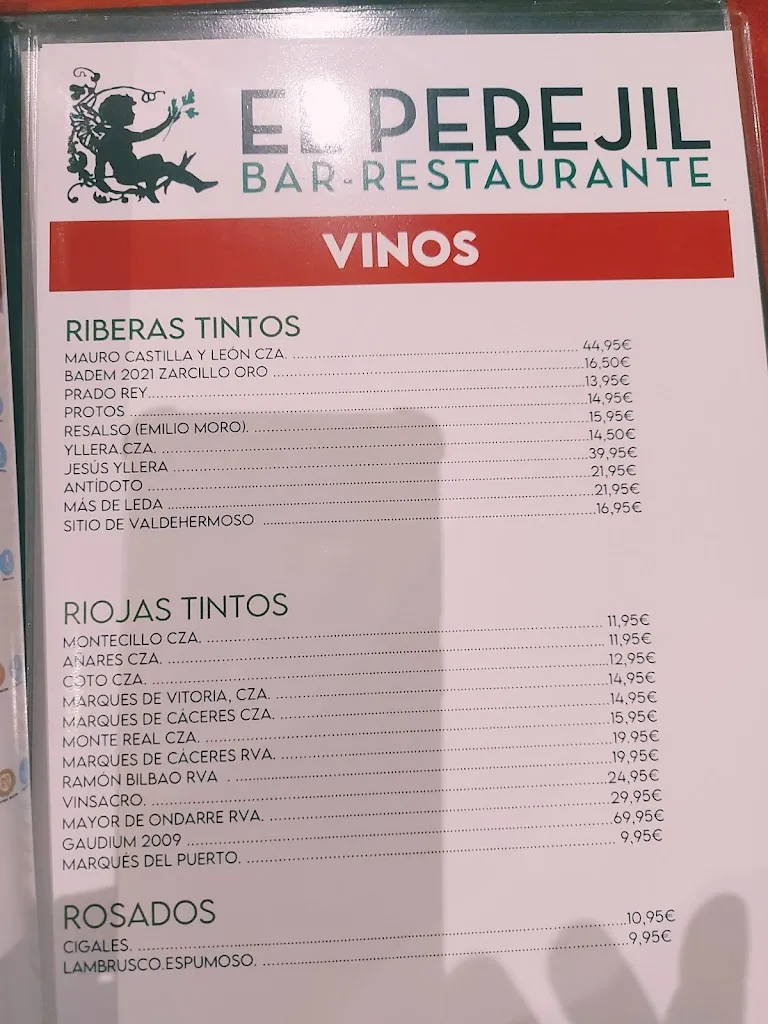 EL PEREJIL
BAR-RESTAURANTE
VINOS
RIBERAS TINTOS
MAURO CASTILLA Y LEÓN CZA. 44,95€
BADEM 2021 ZARCILLO ORO 16,50€
PRADO REY 13,95€
PROTOS 14,95€
RESALSO (EMILIO MORO). 15,95€
YLLERA.CZA. 14,50€
JESÚS YLLERA 39,95€
ANTÍDOTO 21,95€
MÁS DE LEDA 21,95€
SITIO DE VALDEHERMOSO 16,95€
RIOJAS TINTOS
MONTECILLO CZA. 11,95€
AÑARES CZA. 11,95€
COTO CZA. 12,95€
MARQUES DE VITORIA, CZA. 14,95€
MARQUES DE CÁCERES CZA. 14,95€
MONTE REAL CZA. 15,95€
MARQUES DE CÁCERES RVA. 19.95€
RAMÓN BILBAO RVA . 19,95€
VINSACRO. 24,95€
MAYOR DE ONDARRE RVA. 29,95€
GAUDIUM 2009 69,95€
MARQUÉS DEL PUERTO. 9,95€
ROSADOS
CIGALES. 10,95€
LAMBRUSCO.ESPUMOSO. 9,95€